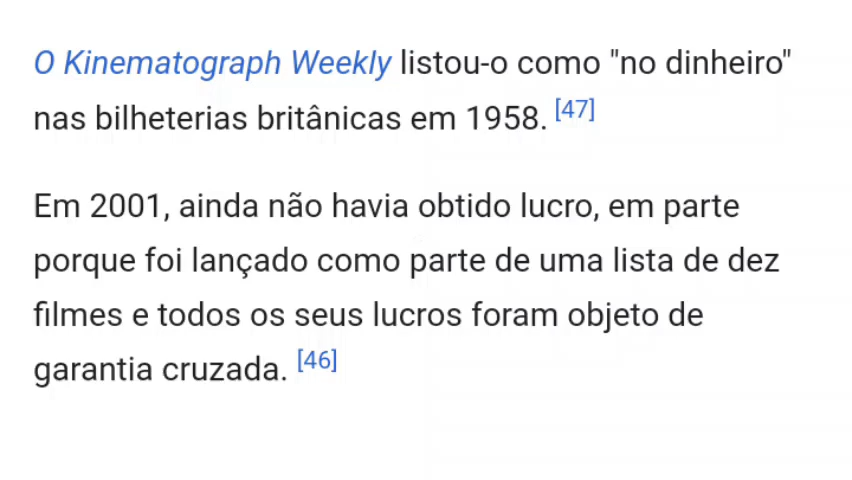 O Kinematograph Weekly listou-o como "no dinheiro"
nas bilheterias britânicas em 1958. [47]
Em 2001, ainda não havia obtido lucro, em parte
porque foi lançado como parte de uma lista de dez
filmes e todos os seus lucros foram objeto de
garantia cruzada. [46]